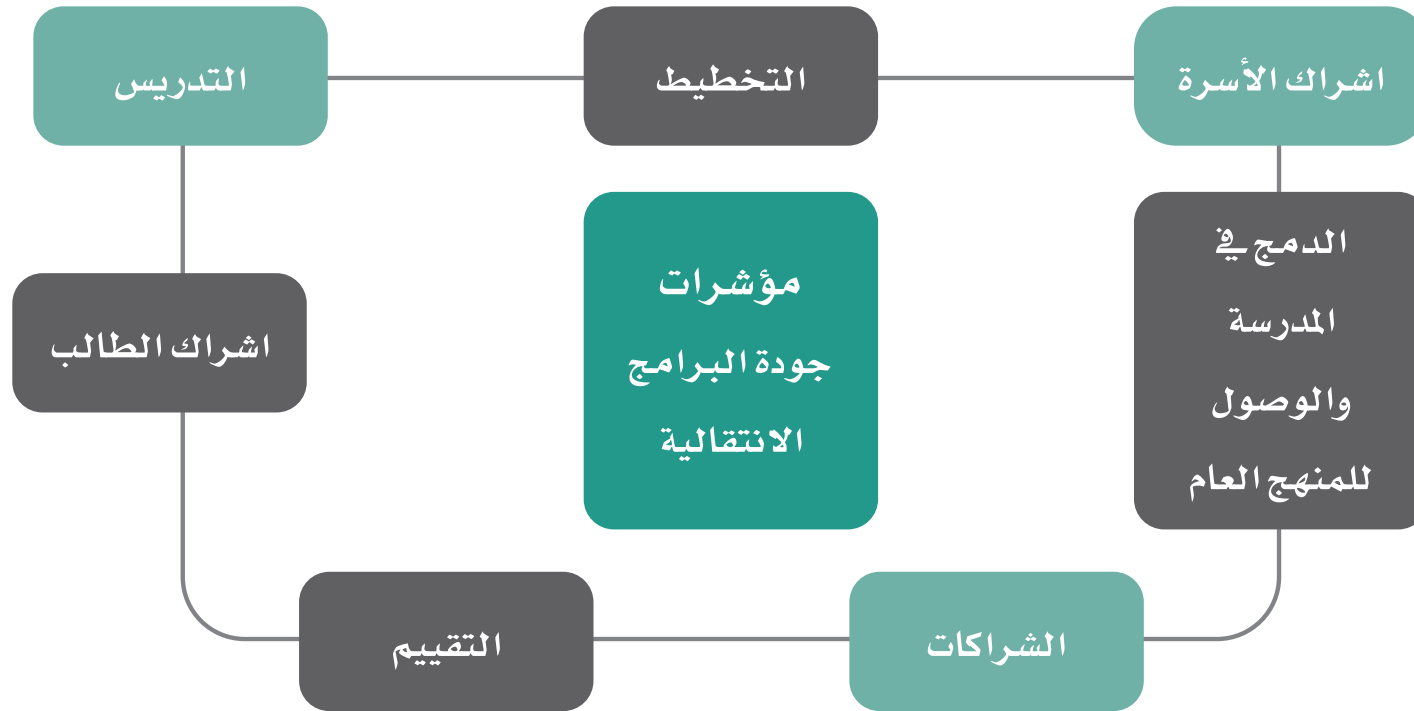 اشراك الأسرة
التخطيط
التدريس
الدمج في
المدرسة
والوصول
للمنهج العام
مؤشرات
جودة البرامج
الانتقالية
اشراك الطالب
الشراكات
التقييم